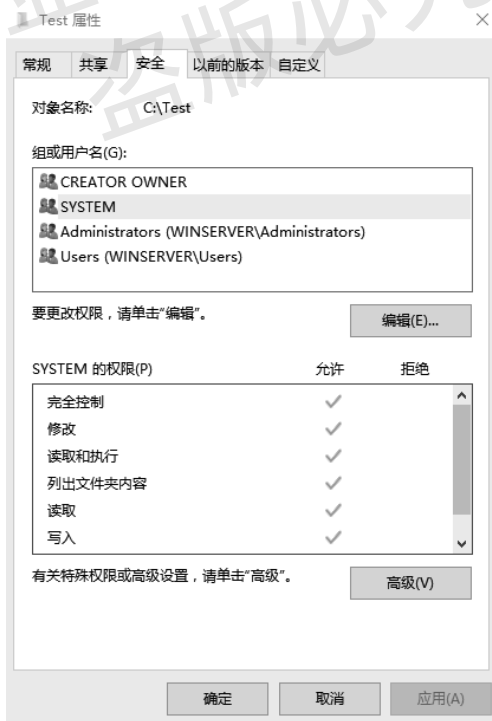 Test 属性
常规 共享 安全 以前的版本 自定义
对象名称: C:\Test
组或用户名(G):
CREATOR OWNER
SYSTEM
Administrators (WINSERVER\Administrators)
Users (WINSERVER\Users)
要更改权限，请单击“编辑”。 编辑(E)...
SYSTEM 的权限(P) 允许 拒绝
完全控制
修改
读取和执行
列出文件夹内容
读取
写入
有关特殊权限或高级设置，请单击“高级”。 高级(V)
确定 取消 应用(A)